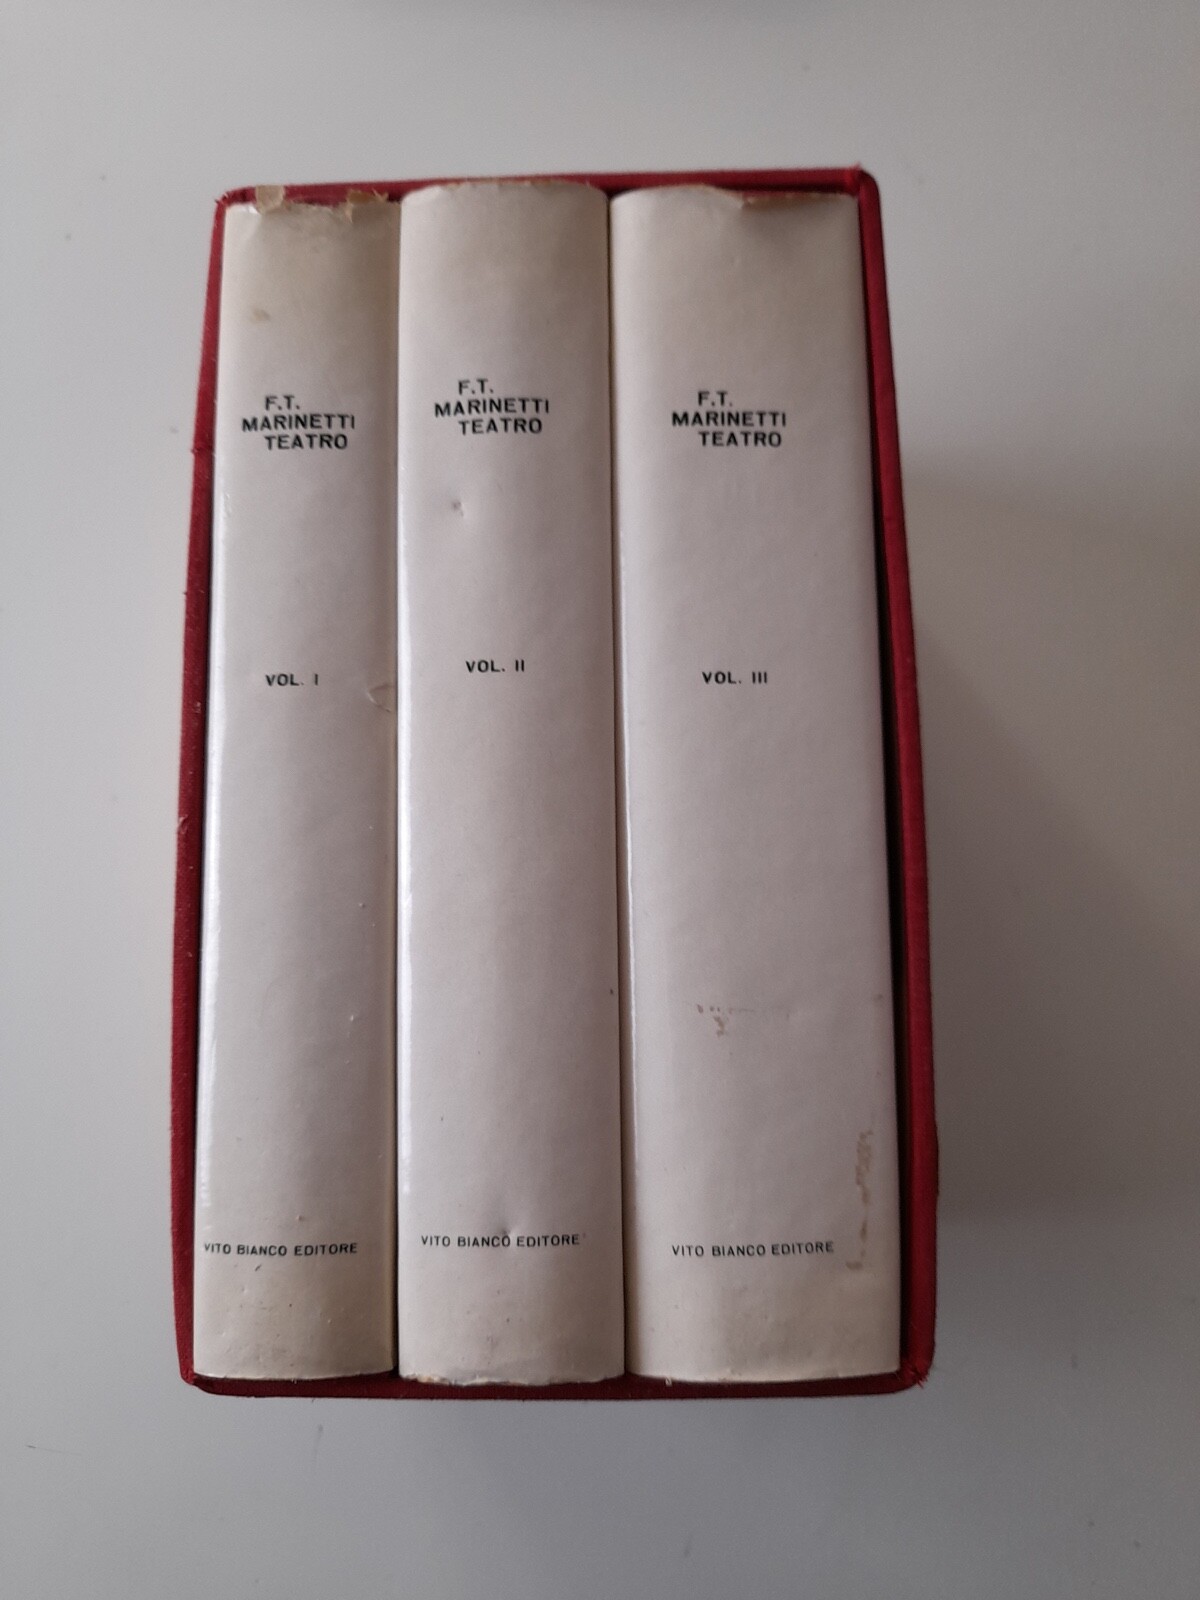 F.T.
MARINETTI
TEATRO
VOL. I
VITO BIANCO EDITORE
F.T.
MARINETTI
TEATRO
VOL. II
VITO BIANCO EDITORE
F.T.
MARINETTI
TEATRO
VOL. III
VITO BIANCO EDITORE